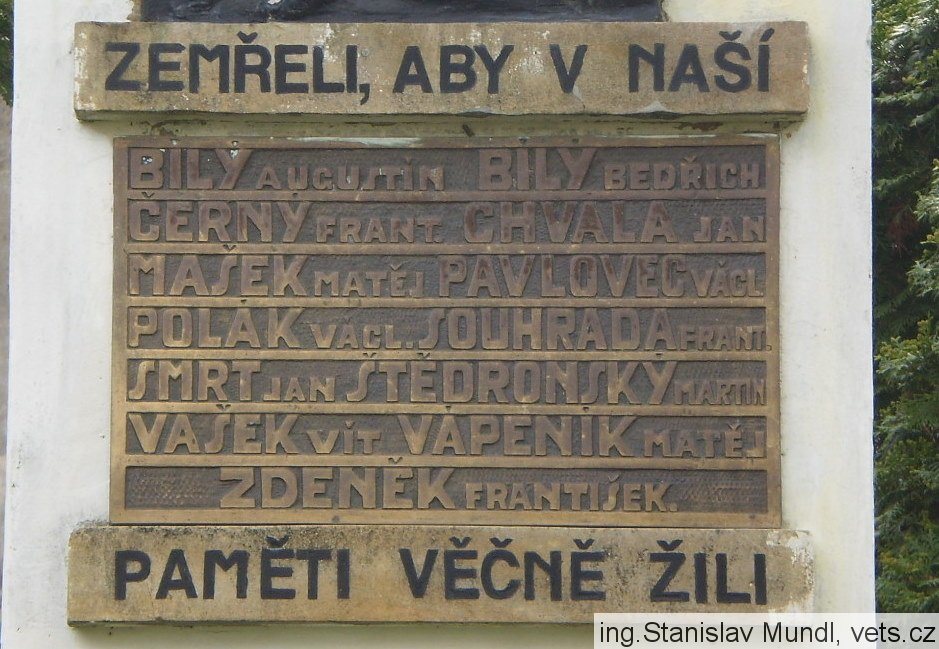 ZEMŘELI, ABY V NAŠÍ
BÍLÝ AUGUSTIN BÍLÝ BEDŘICH
ČERNÝ FRANT. CHVALA JAN
MAŠEK MATĚJ PAVLOVEC VÁCL.
POLÁK VÁCL. SOUHRADA FRANT.
SMRT JAN ŠTĚDRONSKÝ MARTIN
VAŠEK VÍT VÁPENÍK MATĚJ
ZDENĚK FRANTIŠEK.
PAMĚTI VĚČNĚ ŽILI
ing.Stanislav Mundl, vets.cz